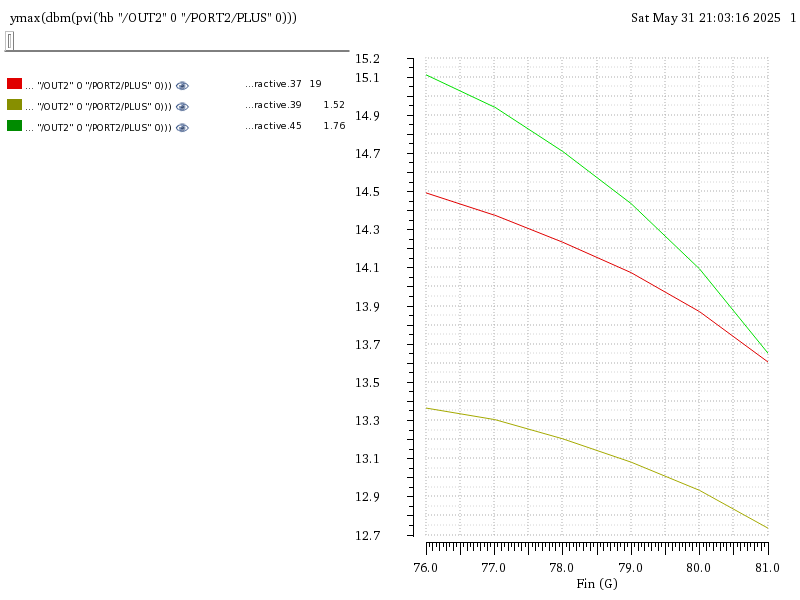 ymax(dbm(pvi('hb "/OUT2" 0 "/PORT2/PLUS" 0)))
Sat May 31 21:03:16 2025 1
... "/OUT2" 0 "/PORT2/PLUS" 0))) ...ractive.37 19
... "/OUT2" 0 "/PORT2/PLUS" 0))) ...ractive.39 1.52
... "/OUT2" 0 "/PORT2/PLUS" 0))) ...ractive.45 1.76
15.2
15.1
14.9
14.7
14.5
14.3
14.1
13.9
13.7
13.5
13.3
13.1
12.9
12.7
76.0 77.0 78.0 79.0 80.0 81.0
Fin (G)